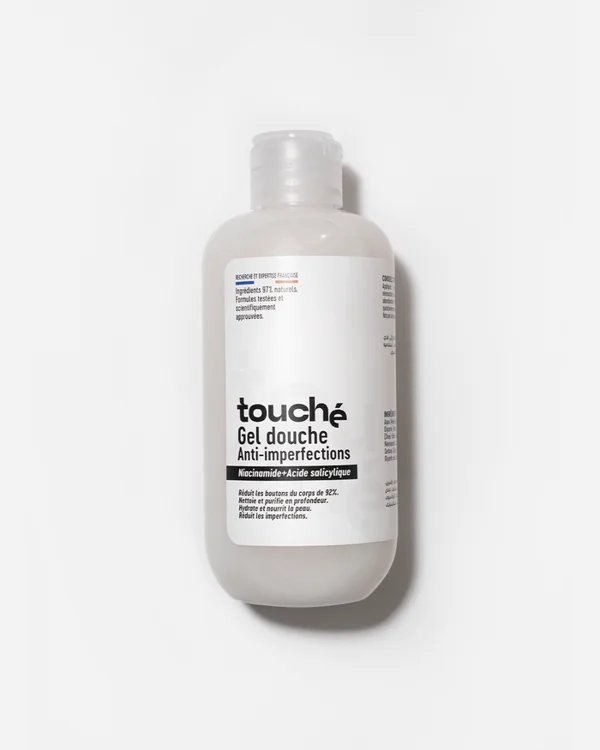 RECHERCHE ET EXPERTISE FRANÇAISE
Ingrédients 97% naturels.
Formules testées et
scientifiquement
approuvées.
touché
Gel douche
Anti-imperfections
Niacinamide+Acide salicylique
Réduit les boutons du corps de 92%.
Nettoie et purifie en profondeur.
Hydrate et nourrit la peau.
Réduit les imperfections.